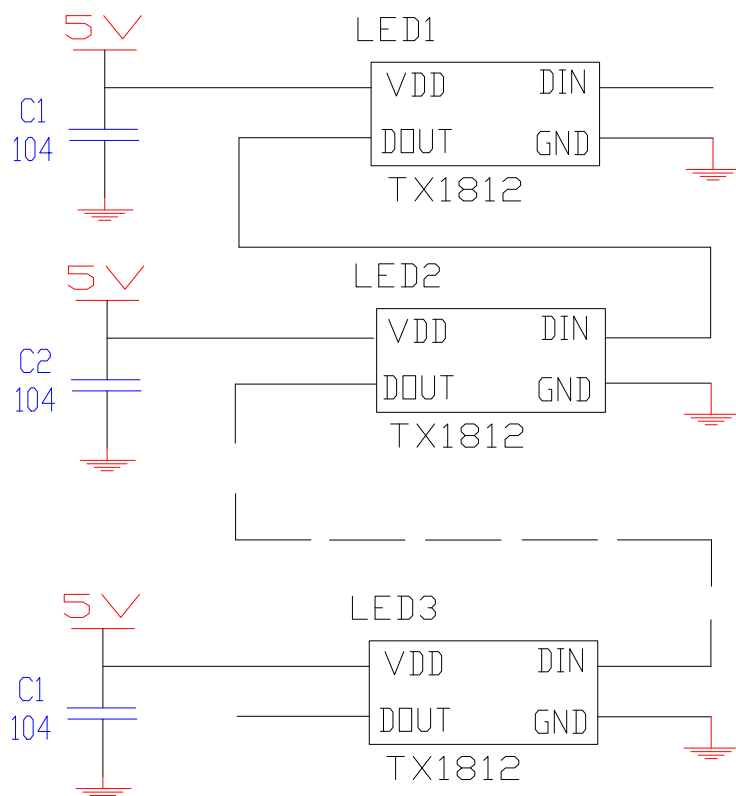 5V
LED1
VDD
DIN
C1
104
DOUT
GND
TX1812
5V
LED2
VDD
DIN
C2
104
DOUT
GND
TX1812
5V
LED3
VDD
DIN
C1
104
DOUT
GND
TX1812